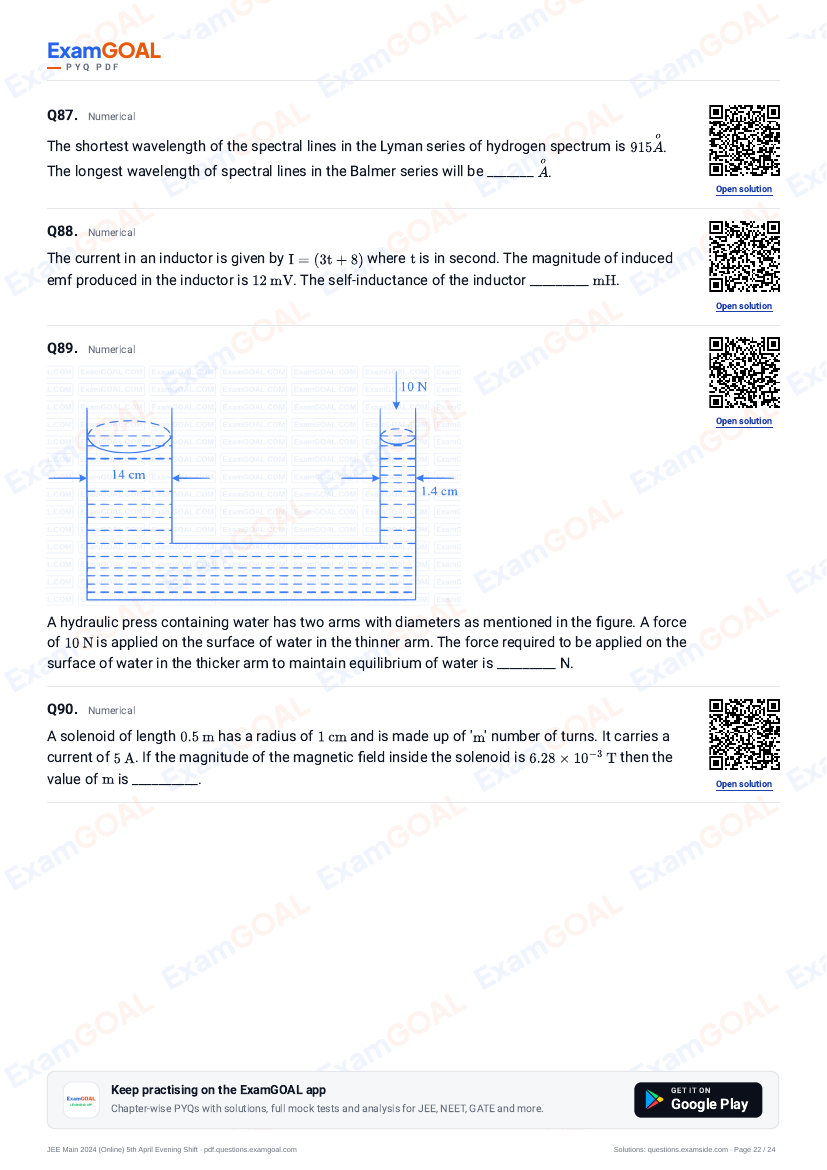 ExamGOAL
PYQ PDF
Q87. Numerical
The shortest wavelength of the spectral lines in the Lyman series of hydrogen spectrum is 915 \overset{o}{A}.
The longest wavelength of spectral lines in the Balmer series will be _______ \overset{o}{A}.
Open solution
Q88. Numerical
The current in an inductor is given by I = (3t + 8) where t is in second. The magnitude of induced
emf produced in the inductor is 12 mV. The self-inductance of the inductor _________ mH.
Open solution
Q89. Numerical
10 N
14 cm
1.4 cm
Open solution
A hydraulic press containing water has two arms with diameters as mentioned in the figure. A force
of 10 N is applied on the surface of water in the thinner arm. The force required to be applied on the
surface of water in the thicker arm to maintain equilibrium of water is _________ N.
Q90. Numerical
A solenoid of length 0.5 m has a radius of 1 cm and is made up of 'm' number of turns. It carries a
current of 5 A. If the magnitude of the magnetic field inside the solenoid is 6.28 × 10⁻³ T then the
value of m is __________.
Open solution
ExamGOAL
Keep practising on the ExamGOAL app
Chapter-wise PYQs with solutions, full mock tests and analysis for JEE, NEET, GATE and more.
GET IT ON
Google Play
JEE Main 2024 (Online) 5th April Evening Shift · pdf.questions.examgoal.com
Solutions: questions.examside.com · Page 22 / 24